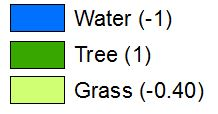 Water (-1)
Tree (1)
Grass (-0.40)